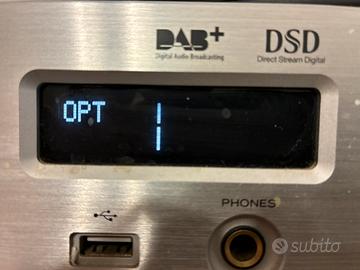 DAB+
Digital Audio Broadcasting
DSD
Direct Stream Digital
OPT 1
PHONES
subito